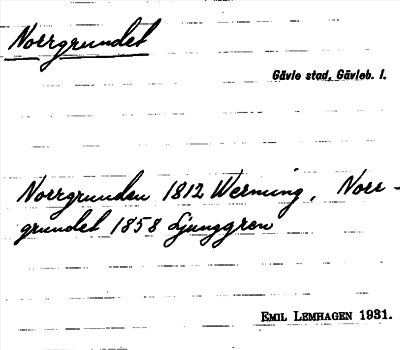 Norrgrundet
Gävle stad, Gävleb. l.
Norrgrunden 1812 Werming, Norr-
grundet 1858 Ljunggren
EMIL LEMHAGEN 1931.